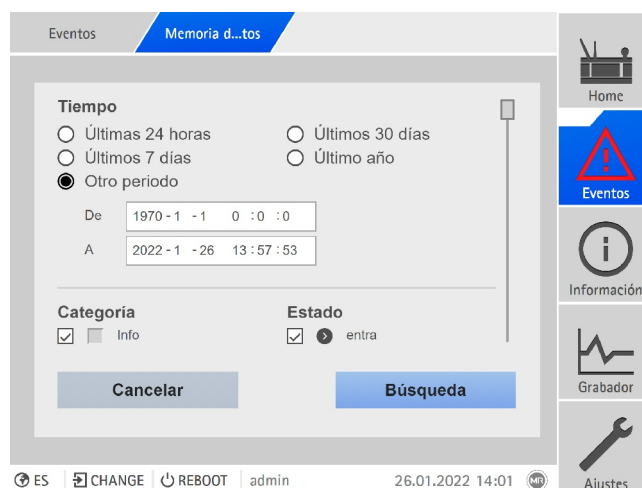 Eventos
Memoria d...tos
Home
Tiempo
Últimas 24 horas
Últimos 30 días
Últimos 7 días
Último año
Otro periodo
De
1970 - 1 - 1 0 : 0 : 0
A
2022 - 1 - 26 13 : 57 : 53
Eventos
Categoría
Estado
Info
entra
Información
Cancelar
Búsqueda
Grabador
ES
CHANGE
REBOOT
admin
26.01.2022 14:01
MR
Ajustes